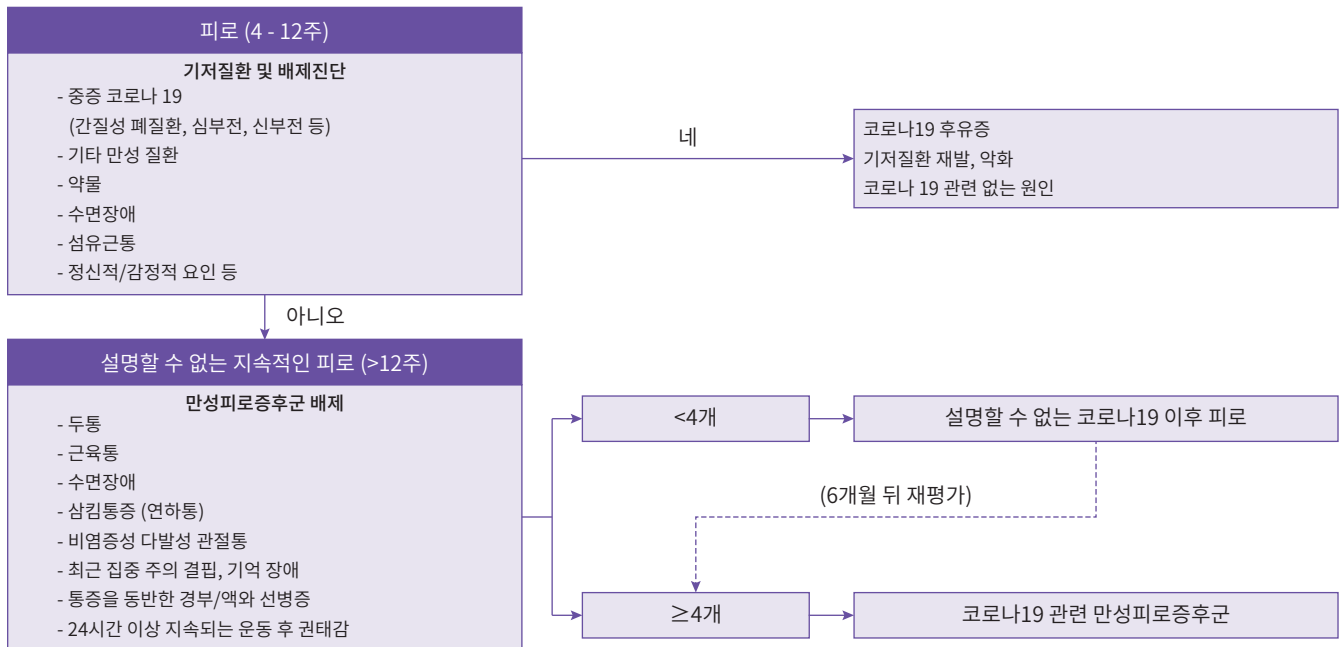 피로 (4 - 12주)
기저질환 및 배제진단
- 중증 코로나 19
(간질성 폐질환, 심부전, 신부전 등)
- 기타 만성 질환
- 약물
- 수면장애
- 섬유근통
- 정신적/감정적 요인 등
네
코로나19 후유증
기저질환 재발, 악화
코로나 19 관련 없는 원인
아니오
설명할 수 없는 지속적인 피로 (>12주)
만성피로증후군 배제
- 두통
- 근육통
- 수면장애
- 삼킴통증 (연하통)
- 비염증성 다발성 관절통
- 최근 집중 주의 결핍, 기억 장애
- 통증을 동반한 경부/액와 선병증
- 24시간 이상 지속되는 운동 후 권태감
<4개
설명할 수 없는 코로나19 이후 피로
(6개월 뒤 재평가)
≥4개
코로나19 관련 만성피로증후군